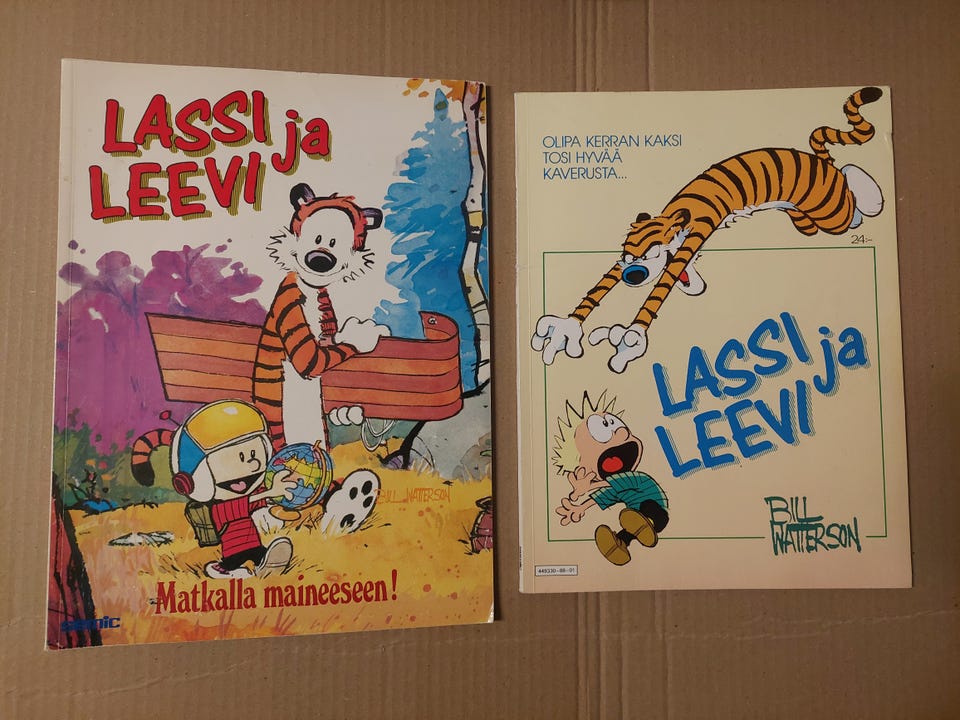 LASSI ja
LEEVI
BILL WATTERSON
Matkalla maineeseen!
semic
OLIPA KERRAN KAKSI
TOSI HYVÄÄ
KAVERUSTA...
24:-
LASSI ja
LEEVI
BILL
WATTERSON
449330-88-01